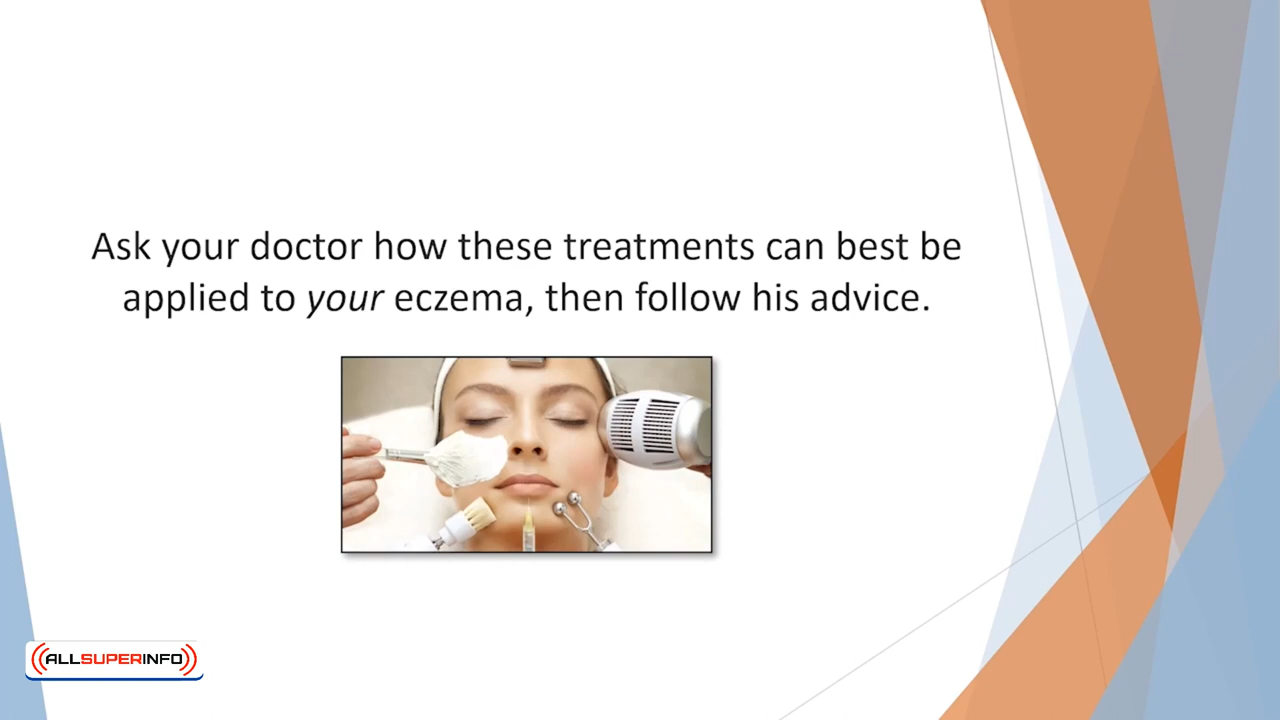 Ask your doctor how these treatments can best be
applied to your eczema, then follow his advice.
ALLSUPERINFO